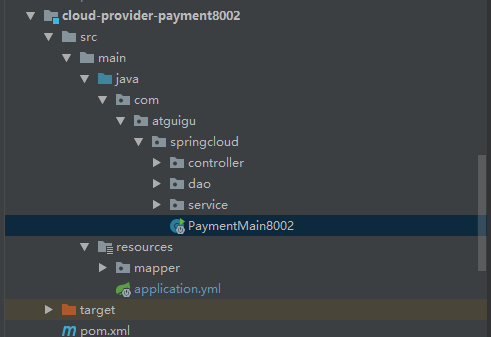 cloud-provider-payment8002
src
main
java
com
atguigu
springcloud
controller
dao
service
PaymentMain8002
resources
mapper
application.yml
target
pom.xml